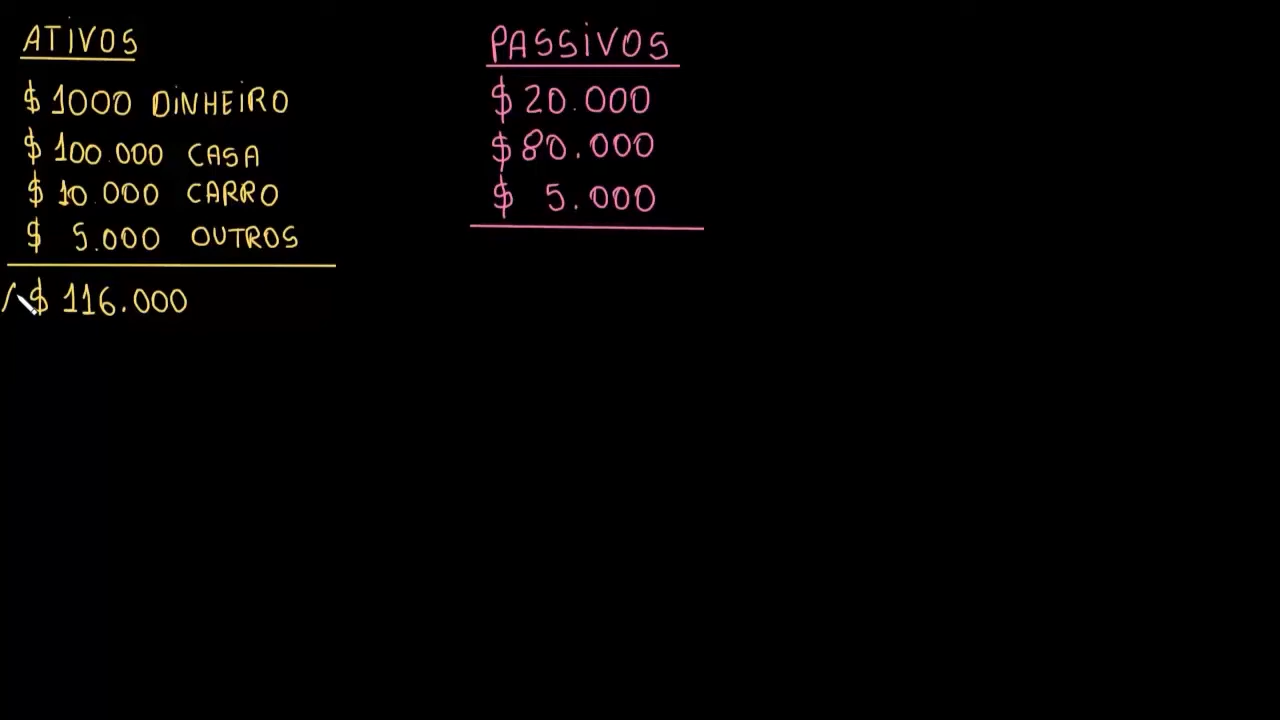 ATIVOS
$ 1000 DINHEIRO
$ 100.000 CASA
$ 10.000 CARRO
$ 5.000 OUTROS
$ 116.000
PASSIVOS
$ 20.000
$ 80.000
$ 5.000